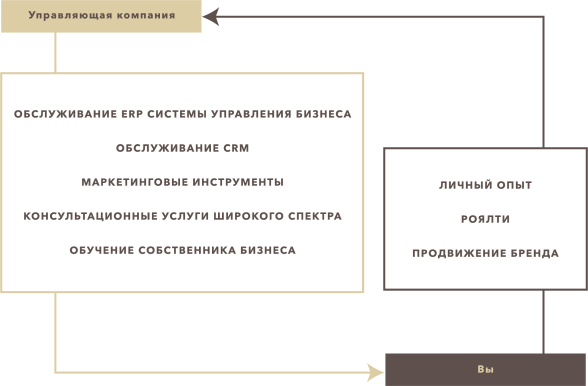 Управляющая компания
ОБСЛУЖИВАНИЕ ERP СИСТЕМЫ УПРАВЛЕНИЯ БИЗНЕСА
ОБСЛУЖИВАНИЕ CRM
МАРКЕТИНГОВЫЕ ИНСТРУМЕНТЫ
КОНСУЛЬТАЦИОННЫЕ УСЛУГИ ШИРОКОГО СПЕКТРА
ОБУЧЕНИЕ СОБСТВЕННИКА БИЗНЕСА
ЛИЧНЫЙ ОПЫТ
РОЯЛТИ
ПРОДВИЖЕНИЕ БРЕНДА
Вы